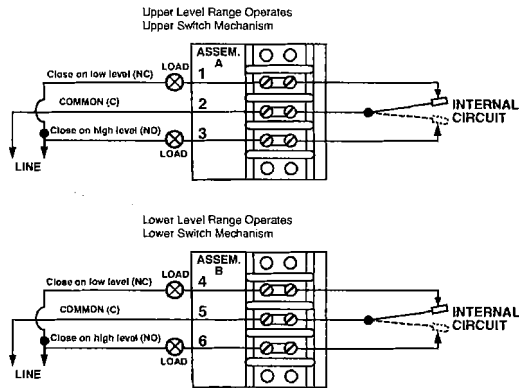 Upper Level Range Operates
Upper Switch Mechanism
ASSEM.
A
LOAD
Close on low level (NC)
1
COMMON (C)
2
INTERNAL
CIRCUIT
Close on high level (NO)
3
LOAD
LINE
Lower Level Range Operates
Lower Switch Mechanism
ASSEM.
B
LOAD
Close on low level (NC)
4
COMMON (C)
5
INTERNAL
CIRCUIT
Close on high level (NO)
6
LOAD
LINE